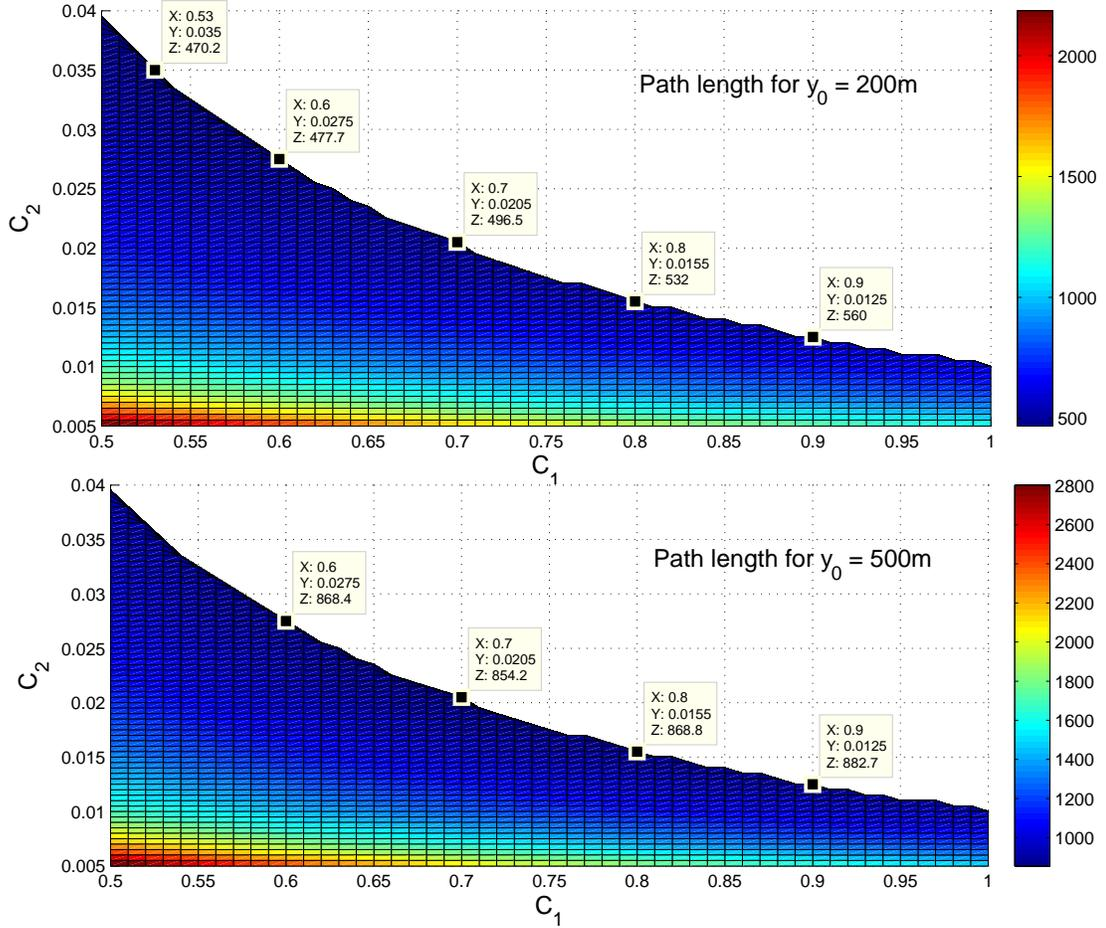 0.04
0.035
0.03
0.025
0.02
0.015
0.01
0.005
C2
X: 0.53
Y: 0.035
Z: 470.2
X: 0.6
Y: 0.0275
Z: 477.7
X: 0.7
Y: 0.0205
Z: 496.5
X: 0.8
Y: 0.0155
Z: 532
X: 0.9
Y: 0.0125
Z: 560
Path length for y0 = 200m
2000
1500
1000
500
0.5 0.55 0.6 0.65 0.7 0.75 0.8 0.85 0.9 0.95 1
C1
0.04
0.035
0.03
0.025
0.02
0.015
0.01
0.005
C2
X: 0.6
Y: 0.0275
Z: 868.4
X: 0.7
Y: 0.0205
Z: 854.2
X: 0.8
Y: 0.0155
Z: 868.8
X: 0.9
Y: 0.0125
Z: 882.7
Path length for y0 = 500m
2800
2600
2400
2200
2000
1800
1600
1400
1200
1000
0.5 0.55 0.6 0.65 0.7 0.75 0.8 0.85 0.9 0.95 1
C1